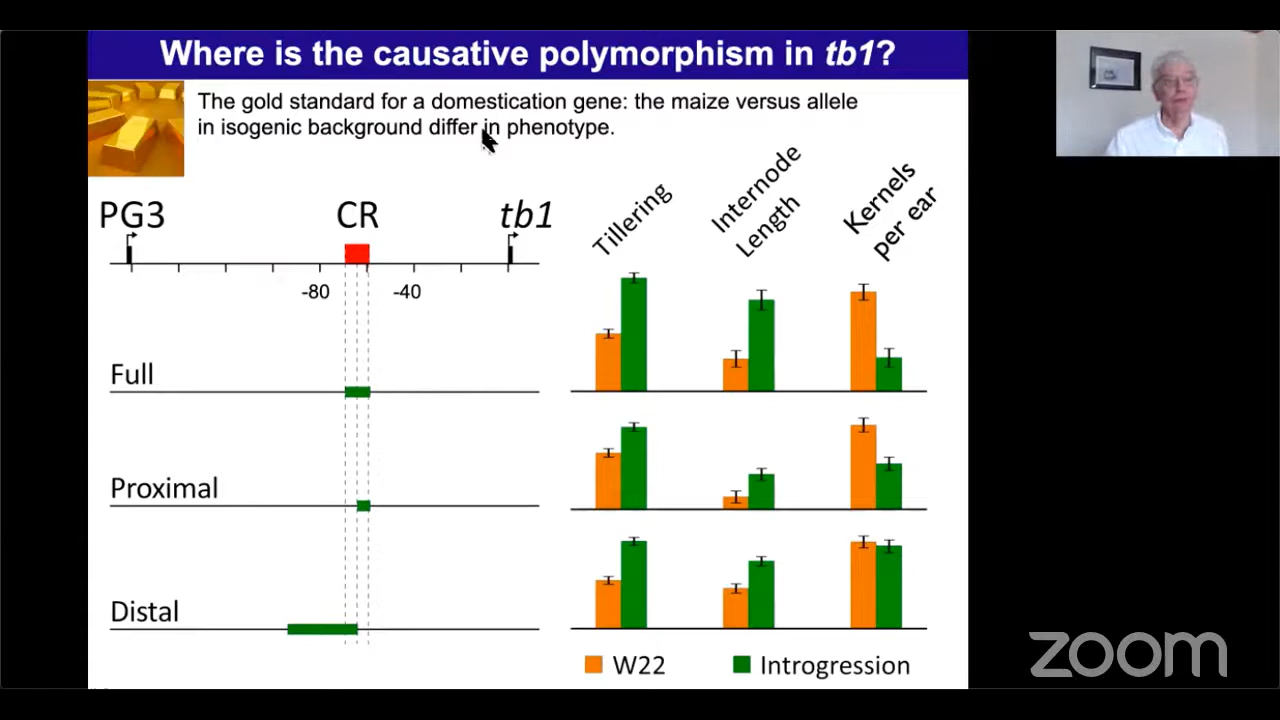 Where is the causative polymorphism in tb1?
The gold standard for a domestication gene: the maize versus allele
in isogenic background differ in phenotype.
PG3
CR
tb1
-80
-40
Tillering
Internode
Length
Kernels
per ear
Full
Proximal
Distal
W22
Introgression
zoom